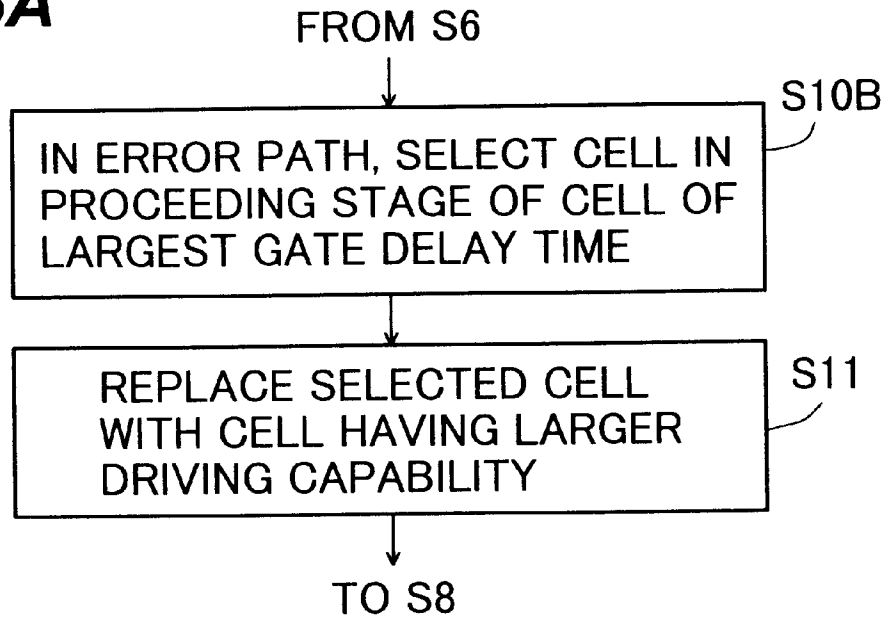 FROM S6
S10B
IN ERROR PATH, SELECT CELL IN
PROCEEDING STAGE OF CELL OF
LARGEST GATE DELAY TIME
S11
REPLACE SELECTED CELL
WITH CELL HAVING LARGER
DRIVING CAPABILITY
TO S8